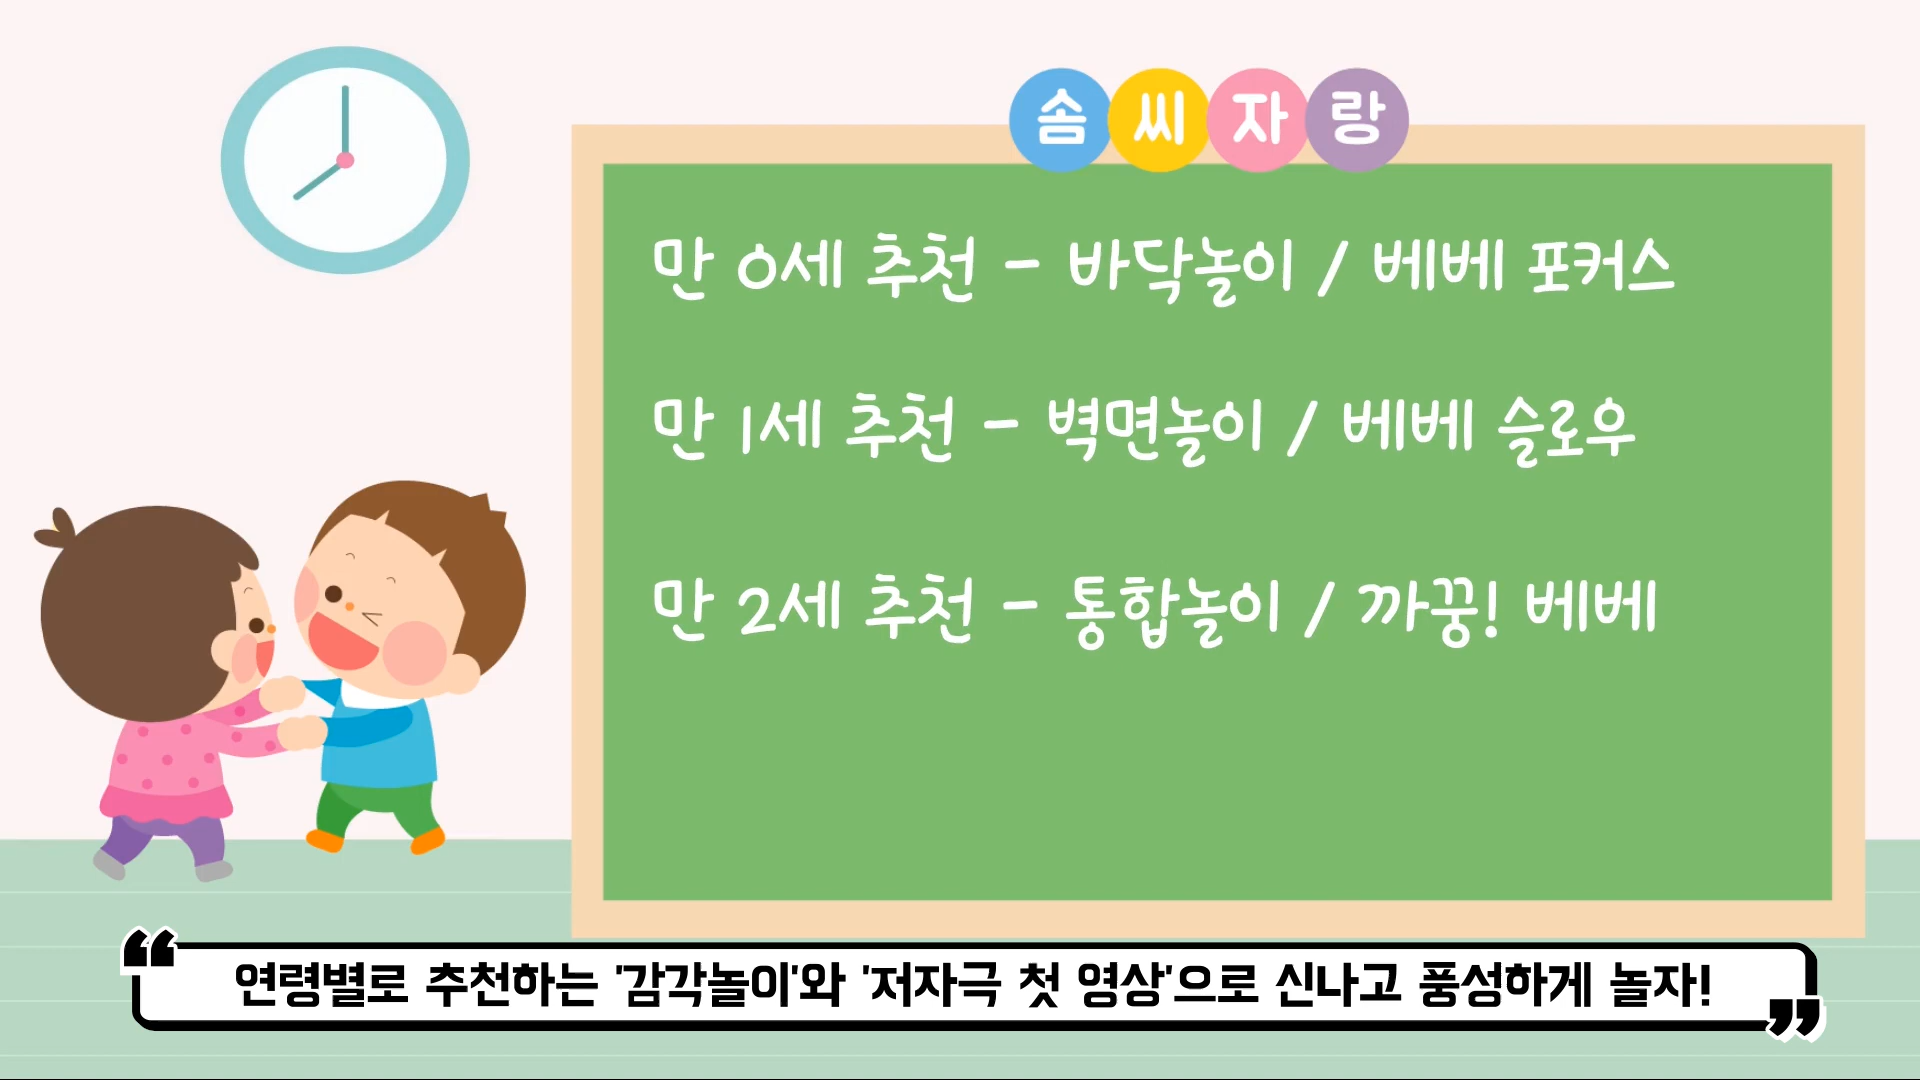 솜씨자랑
만 0세 추천 - 바닥놀이 / 베베 포커스
만 1세 추천 - 벽면놀이 / 베베 슬로우
만 2세 추천 - 통합놀이 / 까꿍! 베베
“연령별로 추천하는 '감각놀이'와 '저자극 첫 영상'으로 신나고 풍성하게 놀자!”